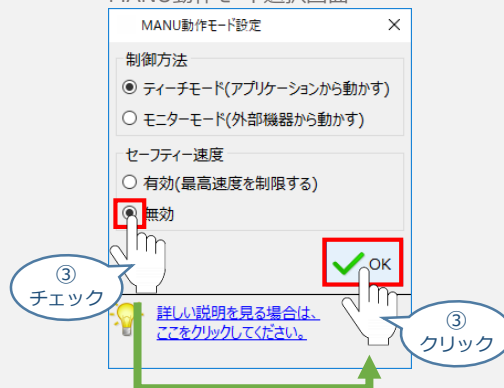 MANU動作モード選択画面
MANU動作モード設定
制御方法
ティーチモード(アプリケーションから動かす)
モニターモード(外部機器から動かす)
セーフティー速度
有効(最高速度を制限する)
無効
OK
③
チェック
詳しい説明を見る場合は、
ここをクリックしてください。
③
クリック